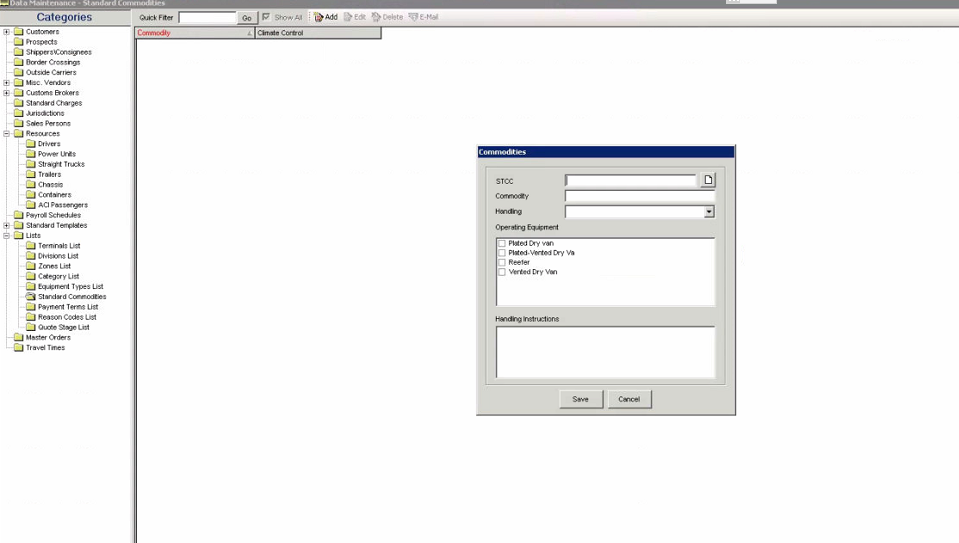 Data Maintenance - Standard Commodities
Categories
Quick Filter Go Show All Add Edit Delete E-Mail
Commodity Climate Control
Customers
Prospects
Shippers\Consignees
Border Crossings
Outside Carriers
Misc. Vendors
Customs Brokers
Standard Charges
Jurisdictions
Sales Persons
Resources
Drivers
Power Units
Straight Trucks
Trailers
Chassis
Containers
ACI Passengers
Payroll Schedules
Standard Templates
Lists
Terminals List
Divisions List
Zones List
Category List
Equipment Types List
Standard Commodities
Payment Terms List
Reason Codes List
Quote Stage List
Master Orders
Travel Times
Commodities
STCC
Commodity
Handling
Operating Equipment
Plated Dry van
Plated-Vented Dry Va
Reefer
Vented Dry Van
Handling Instructions
Save Cancel